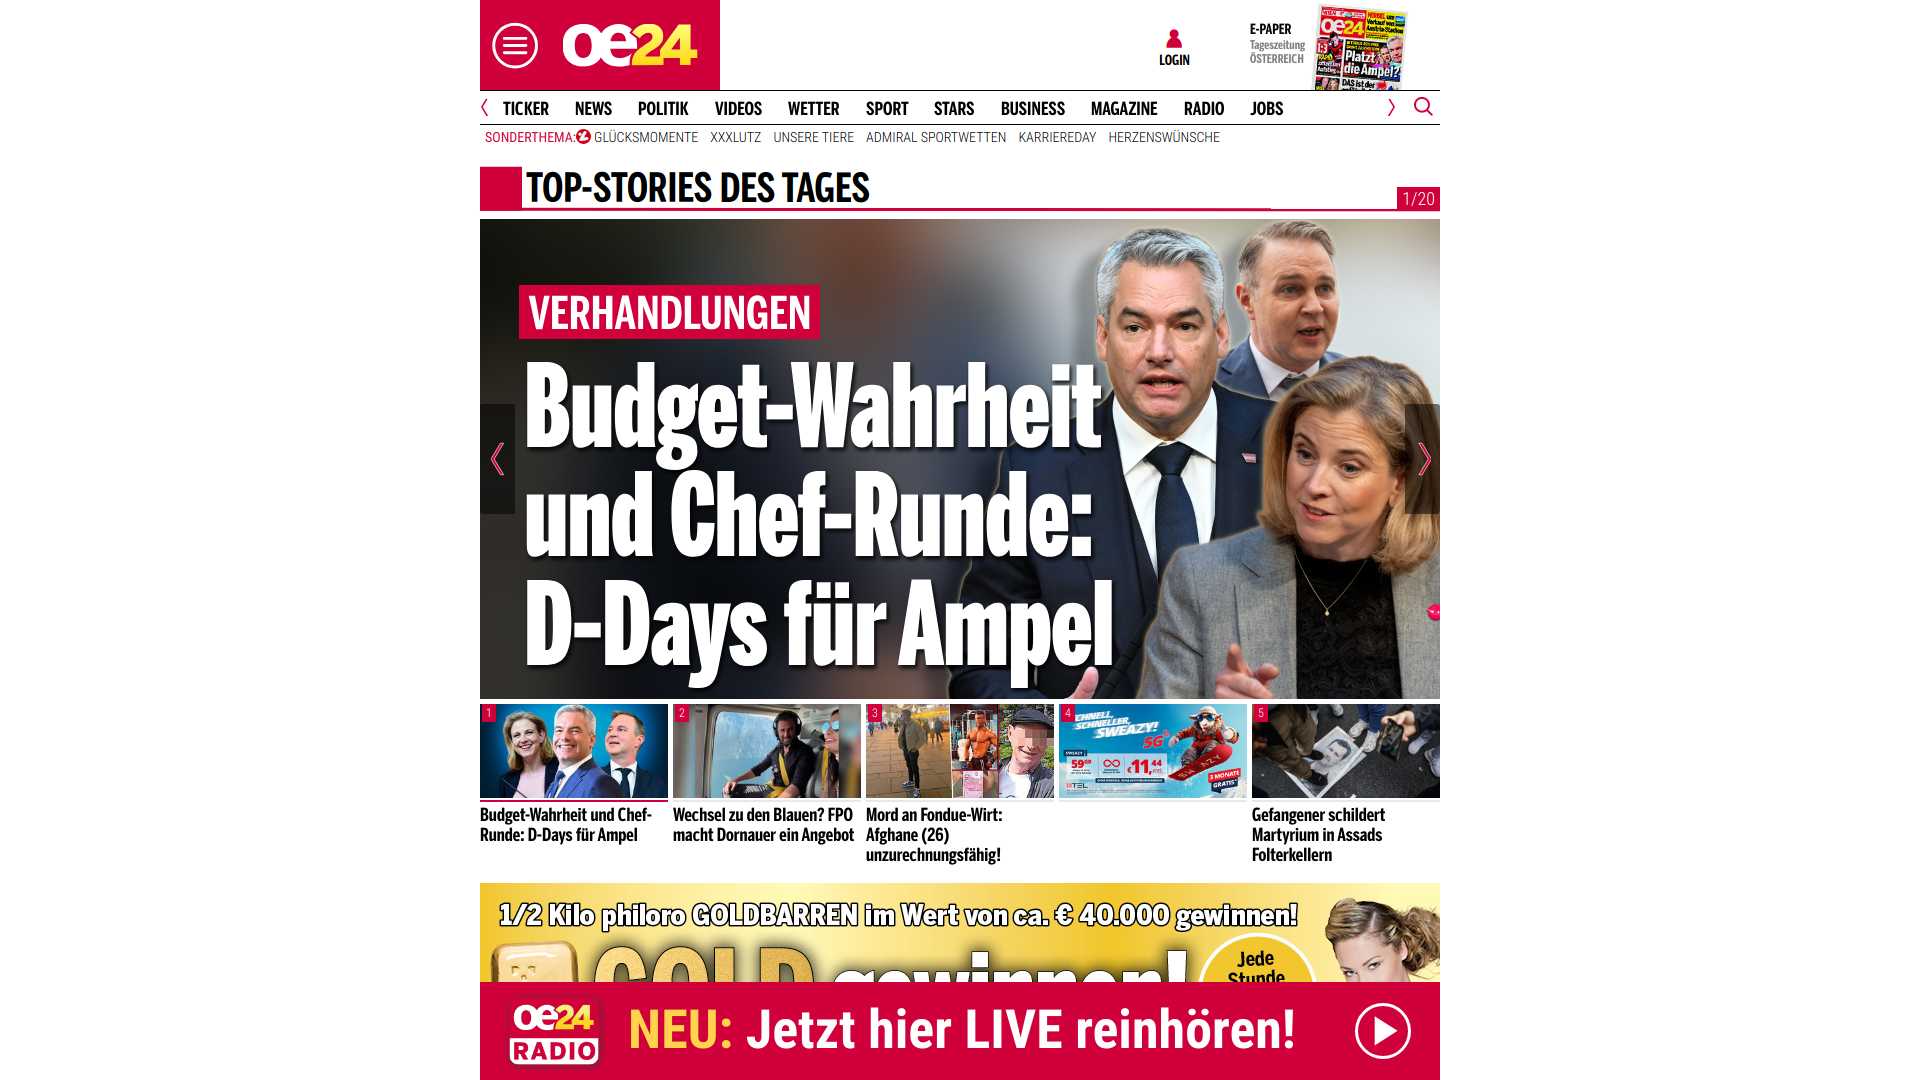 oe24
LOGIN
E-PAPER
Tageszeitung
ÖSTERREICH
oe24
Platzt
die Ampel?
TICKER NEWS POLITIK VIDEOS WETTER SPORT STARS BUSINESS MAGAZINE RADIO JOBS
SONDERTHEMA: GLÜCKSMOMENTE XXXLUTZ UNSERE TIERE ADMIRAL SPORTWETTEN KARRIEREDAY HERZENSWÜNSCHE
TOP-STORIES DES TAGES
1/20
VERHANDLUNGEN
Budget-Wahrheit
und Chef-Runde:
D-Days für Ampel
1
2
3
4
5
SCHNELL,
SCHNELLER,
SWEAZY!
5G
€11,44
3 MONATE
GRATIS*
Budget-Wahrheit und Chef-
Runde: D-Days für Ampel
Wechsel zu den Blauen? FPÖ
macht Dornauer ein Angebot
Mord an Fondue-Wirt:
Afghane (26)
unzurechnungsfähig!
Gefangener schildert
Martyrium in Assads
Folterkellern
1/2 Kilo philoro GOLDBARREN im Wert von ca. € 40.000 gewinnen!
GOLD gewinnen!
Jede
Stunde
oe24
RADIO
NEU: Jetzt hier LIVE reinhören!